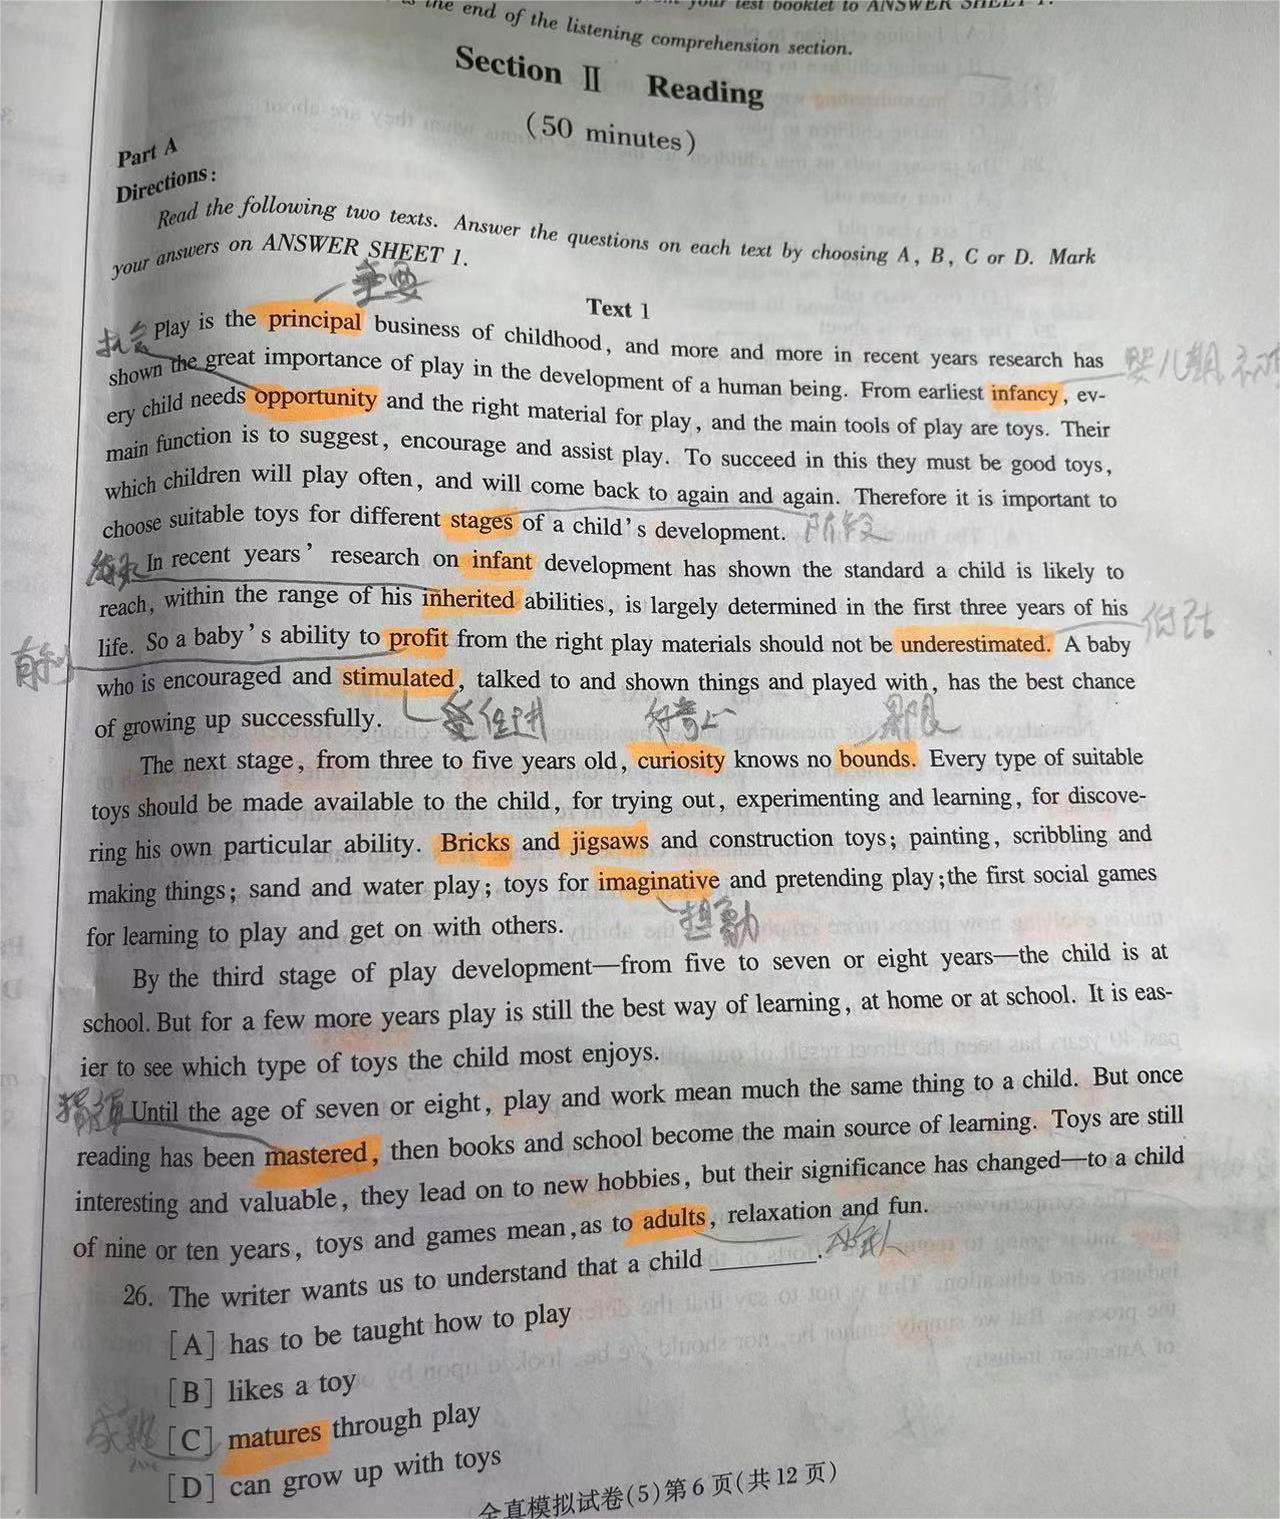 the end of the listening comprehension section.
your test booklet to ANSWER SHEET 1.
Section Ⅱ Reading
(50 minutes)
Part A
Directions:
Read the following two texts. Answer the questions on each text by choosing A, B, C or D. Mark
your answers on ANSWER SHEET 1.
主要
Text 1
机会
Play is the principal business of childhood, and more and more in recent years research has
婴儿期
shown the great importance of play in the development of a human being. From earliest infancy, ev-
ery child needs opportunity and the right material for play, and the main tools of play are toys. Their
main function is to suggest, encourage and assist play. To succeed in this they must be good toys,
which children will play often, and will come back to again and again. Therefore it is important to
choose suitable toys for different stages of a child's development.
阶段
In recent years' research on infant development has shown the standard a child is likely to
reach, within the range of his inherited abilities, is largely determined in the first three years of his
life. So a baby's ability to profit from the right play materials should not be underestimated. A baby
低估
有利
who is encouraged and stimulated, talked to and shown things and played with, has the best chance
of growing up successfully.
促进
好奇心
界限
The next stage, from three to five years old, curiosity knows no bounds. Every type of suitable
toys should be made available to the child, for trying out, experimenting and learning, for discove-
ring his own particular ability. Bricks and jigsaws and construction toys; painting, scribbling and
making things; sand and water play; toys for imaginative and pretending play;the first social games
for learning to play and get on with others.
By the third stage of play development—from five to seven or eight years—the child is at
school. But for a few more years play is still the best way of learning, at home or at school. It is eas-
ier to see which type of toys the child most enjoys.
Until the age of seven or eight, play and work mean much the same thing to a child. But once
reading has been mastered, then books and school become the main source of learning. Toys are still
interesting and valuable, they lead on to new hobbies, but their significance has changed—to a child
of nine or ten years, toys and games mean,as to adults, relaxation and fun.
成年人
26. The writer wants us to understand that a child ______.
[A] has to be taught how to play
[B] likes a toy
成熟
[C] matures through play
[D] can grow up with toys
全真模拟试卷(5)第6页(共12页)